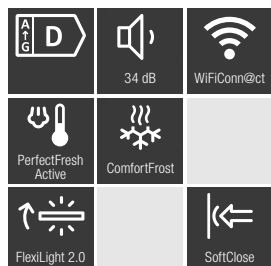 A
G
D
34 dB
WiFiConn@ct
PerfectFresh
Active
ComfortFrost
FlexiLight 2.0
SoftClose